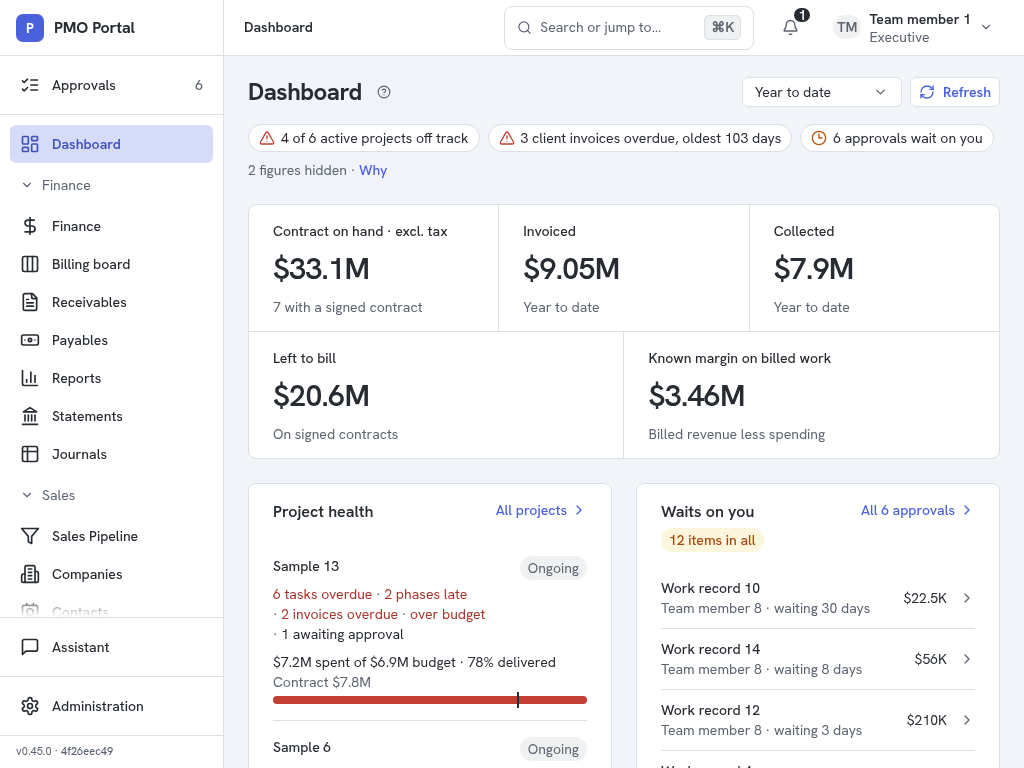 P PMO Portal
Dashboard
Search or jump to...
⌘K
1
TM
Team member 1
Executive
Approvals 6
Dashboard
Finance
Finance
Billing board
Receivables
Payables
Reports
Statements
Journals
Sales
Sales Pipeline
Companies
Contacts
Assistant
Administration
v0.45.0 · 4f26eec49
Dashboard
Year to date
Refresh
4 of 6 active projects off track
3 client invoices overdue, oldest 103 days
6 approvals wait on you
2 figures hidden · Why
Contract on hand · excl. tax
$33.1M
7 with a signed contract
Invoiced
$9.05M
Year to date
Collected
$7.9M
Year to date
Left to bill
$20.6M
On signed contracts
Known margin on billed work
$3.46M
Billed revenue less spending
Project health
All projects
Sample 13
Ongoing
6 tasks overdue · 2 phases late
· 2 invoices overdue · over budget
· 1 awaiting approval
$7.2M spent of $6.9M budget · 78% delivered
Contract $7.8M
Sample 6
Ongoing
Waits on you
All 6 approvals
12 items in all
Work record 10
Team member 8 · waiting 30 days
$22.5K
Work record 14
Team member 8 · waiting 8 days
$56K
Work record 12
Team member 8 · waiting 3 days
$210K